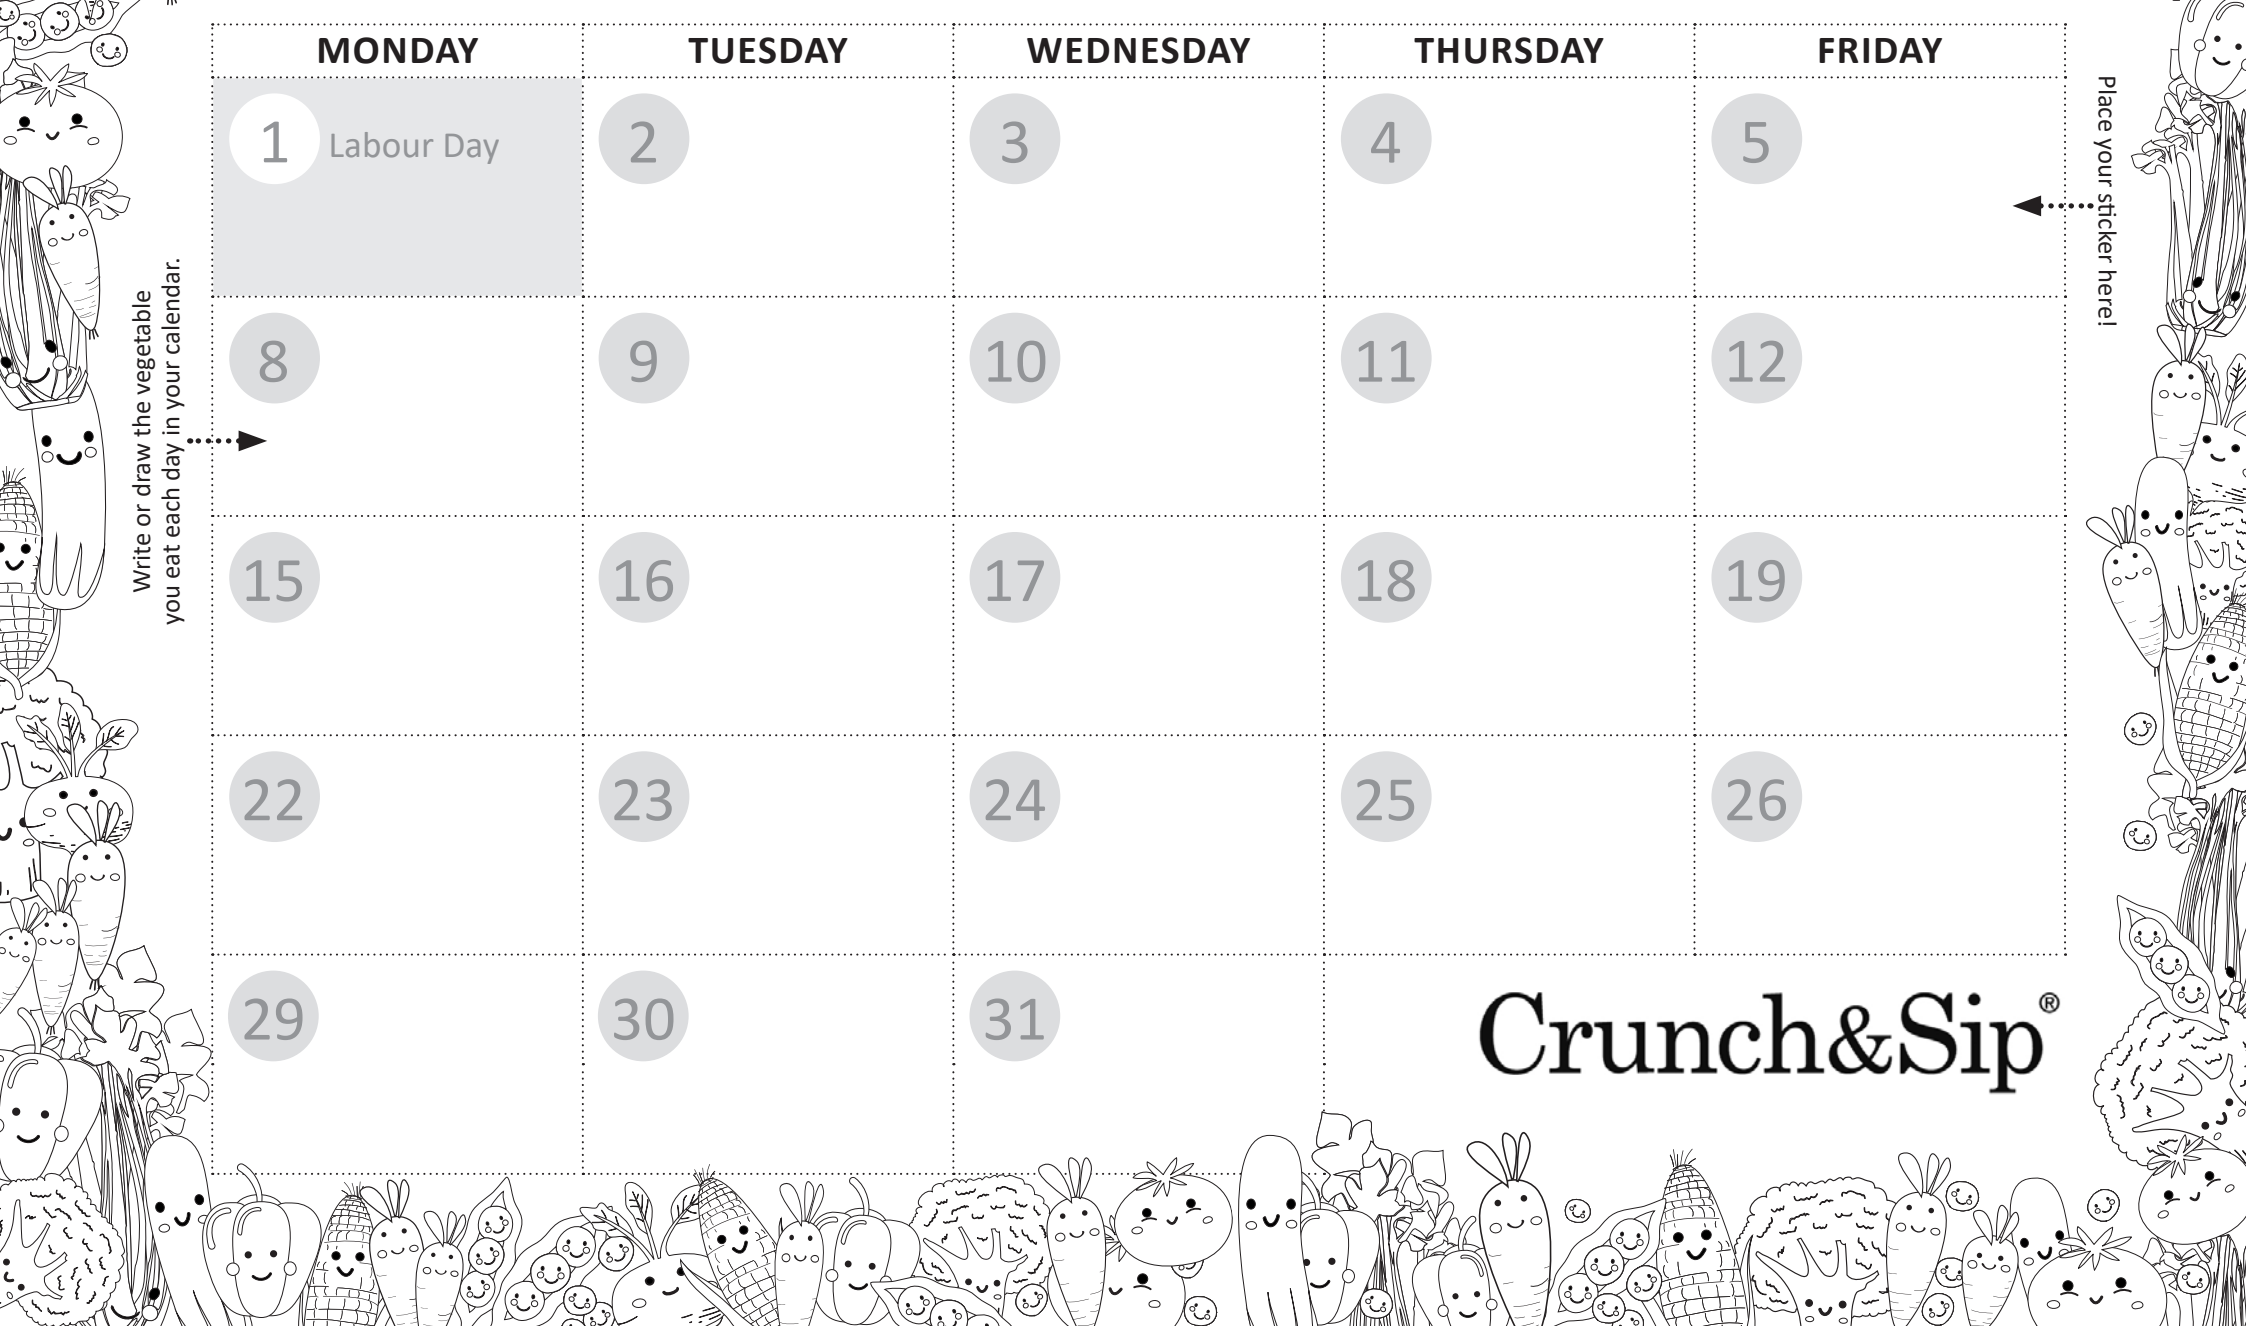 MONDAY TUESDAY WEDNESDAY THURSDAY FRIDAY
1 Labour Day 2 3 4 5
Place your sticker here!
8 9 10 11 12
Write or draw the vegetable
you eat each day in your calendar.
15 16 17 18 19
22 23 24 25 26
29 30 31
Crunch&Sip®